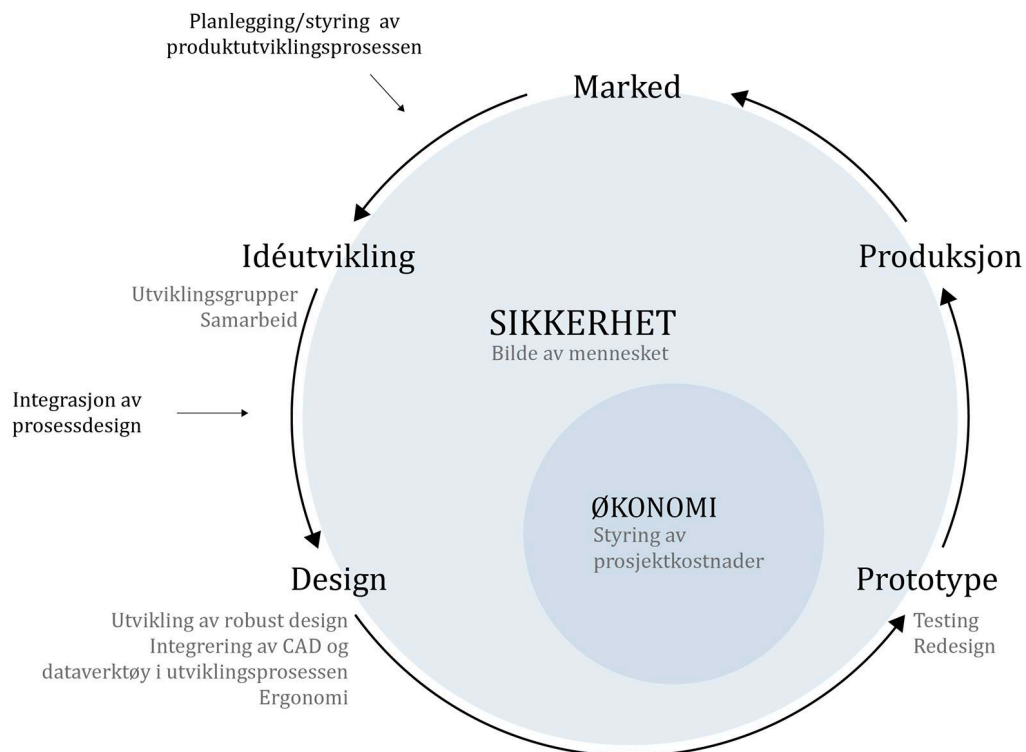 Planlegging/styring av
produktutviklingsprosessen
Marked
Idéutvikling
Utviklingsgrupper
Samarbeid
Produksjon
SIKKERHET
Bilde av mennesket
Integrasjon av
prosessdesign
ØKONOMI
Styring av
prosjektkostnader
Design
Utvikling av robust design
Integrering av CAD og
dataverktøy i utviklingsprosessen
Ergonomi
Prototype
Testing
Redesign